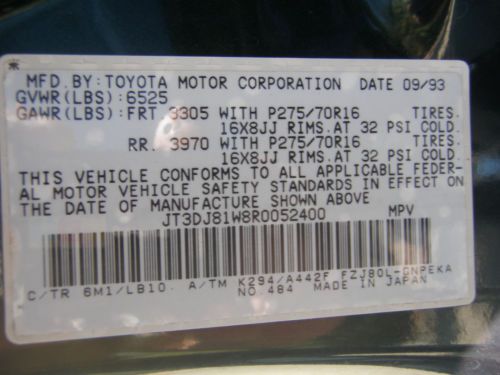 *
MFD.BY:TOYOTA MOTOR CORPORATION DATE 09/93
GVWR(LBS):6525
GAWR(LBS):FRT. 3305 WITH P275/70R16 TIRES.
16X8JJ RIMS.AT 32 PSI COLD.
RR. 3970 WITH P275/70R16 TIRES.
16X8JJ RIMS.AT 32 PSI COLD.
THIS VEHICLE CONFORMS TO ALL APPLICABLE FEDER-
AL MOTOR VEHICLE SAFETY STANDARDS IN EFFECT ON
THE DATE OF MANUFACTURE SHOWN ABOVE
JT3DJ81W8R0052400 MPV
C/TR 6M1/LB10. A/TM K294/A442F FZJ80L-GNPEKA
NO.484 MADE IN JAPAN